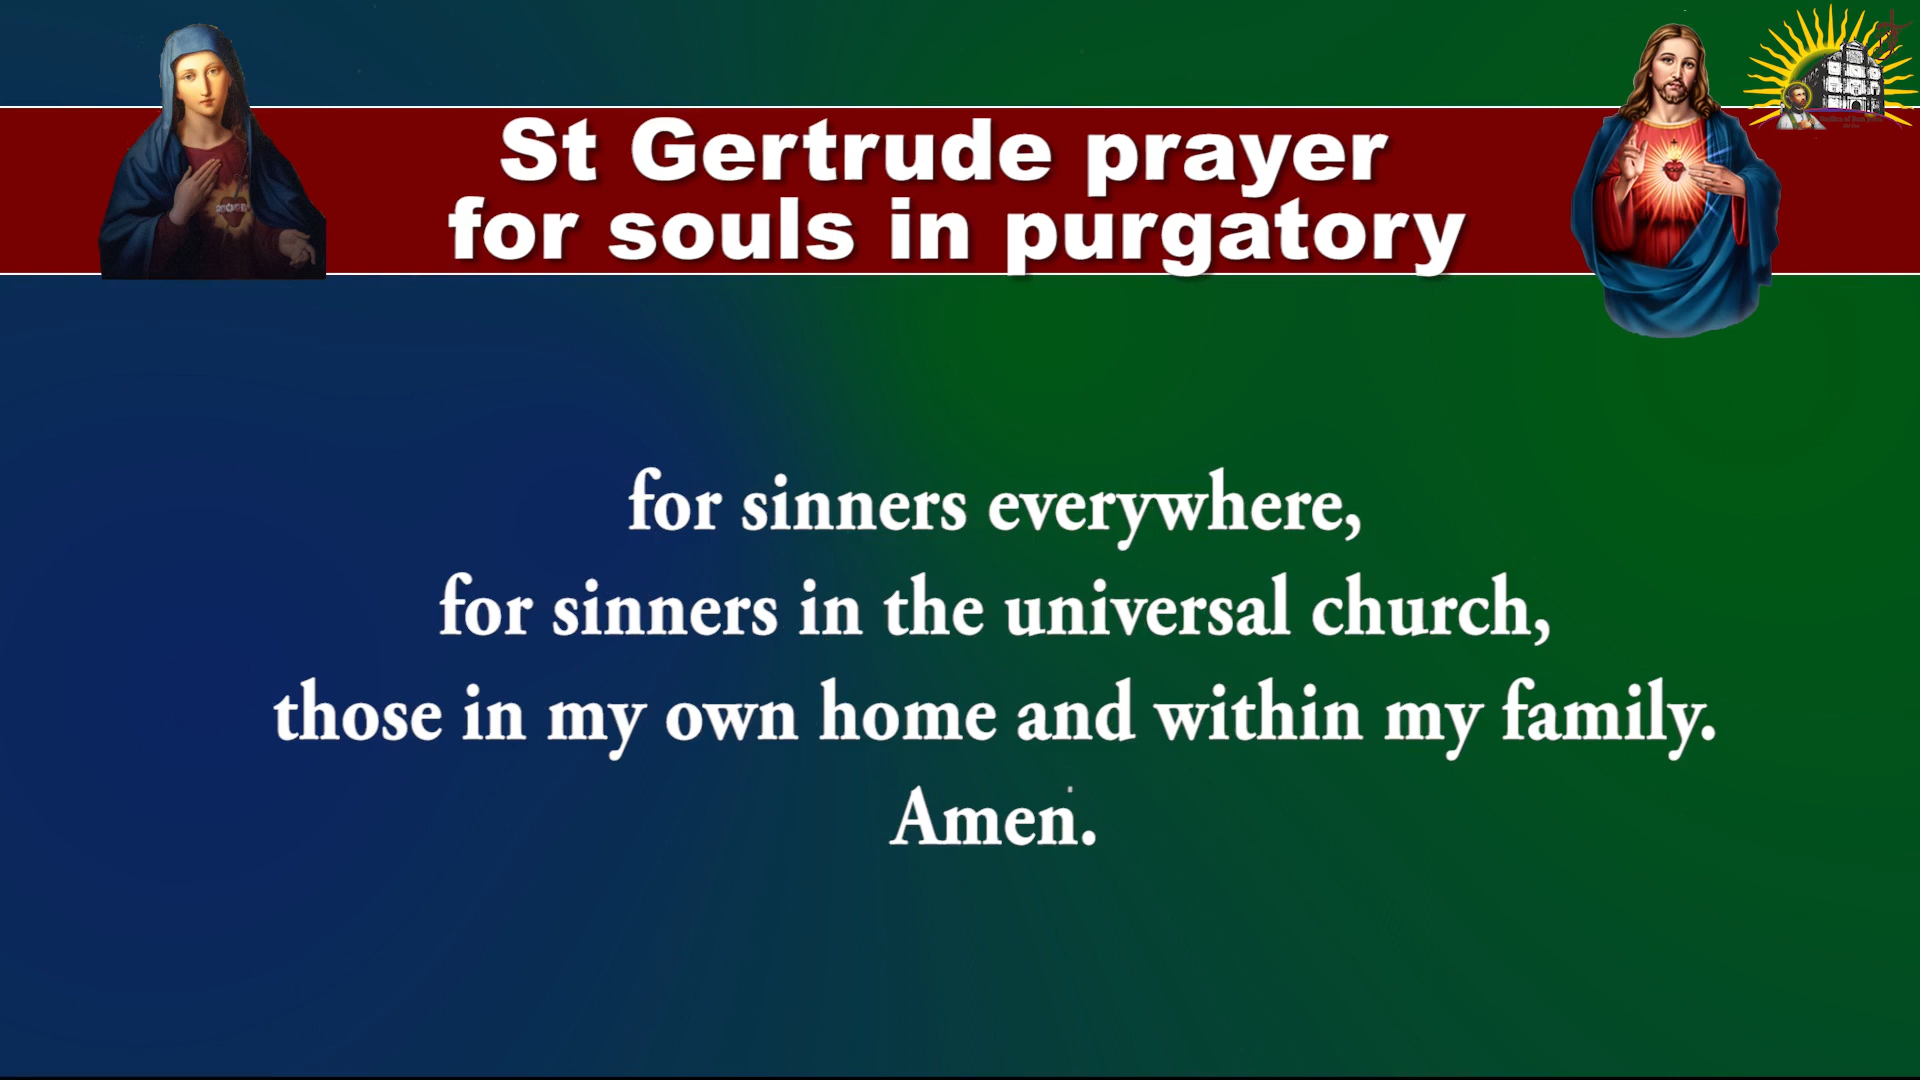 St Gertrude prayer
for souls in purgatory
for sinners everywhere,
for sinners in the universal church,
those in my own home and within my family.
Amen.